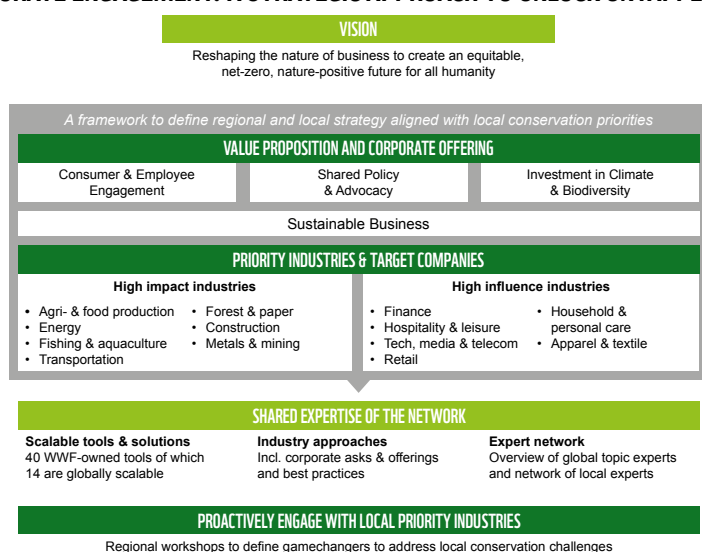 VISION
Reshaping the nature of business to create an equitable,
net-zero, nature-positive future for all humanity
A framework to define regional and local strategy aligned with local conservation priorities
VALUE PROPOSITION AND CORPORATE OFFERING
Consumer & Employee
Engagement
Shared Policy
& Advocacy
Investment in Climate
& Biodiversity
Sustainable Business
PRIORITY INDUSTRIES & TARGET COMPANIES
High impact industries
• Agri- & food production
• Energy
• Fishing & aquaculture
• Transportation
• Forest & paper
• Construction
• Metals & mining
High influence industries
• Finance
• Hospitality & leisure
• Tech, media & telecom
• Retail
• Household &
personal care
• Apparel & textile
SHARED EXPERTISE OF THE NETWORK
Scalable tools & solutions
40 WWF-owned tools of which
14 are globally scalable
Industry approaches
Incl. corporate asks & offerings
and best practices
Expert network
Overview of global topic experts
and network of local experts
PROACTIVELY ENGAGE WITH LOCAL PRIORITY INDUSTRIES
Regional workshops to define gamechangers to address local conservation challenges